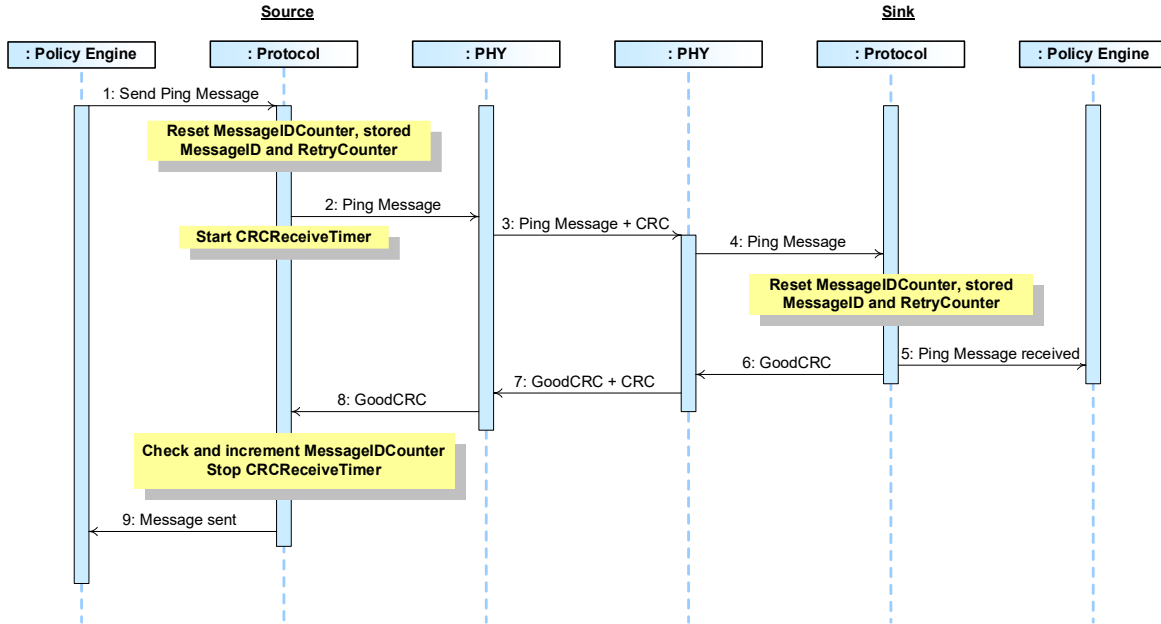 Source
Sink
: Policy Engine
: Protocol
: PHY
: PHY
: Protocol
: Policy Engine
1: Send Ping Message
Reset MessageIDCounter, stored
MessageID and RetryCounter
2: Ping Message
Start CRCReceiveTimer
3: Ping Message + CRC
4: Ping Message
Reset MessageIDCounter, stored
MessageID and RetryCounter
5: Ping Message received
6: GoodCRC
7: GoodCRC + CRC
8: GoodCRC
Check and increment MessageIDCounter
Stop CRCReceiveTimer
9: Message sent